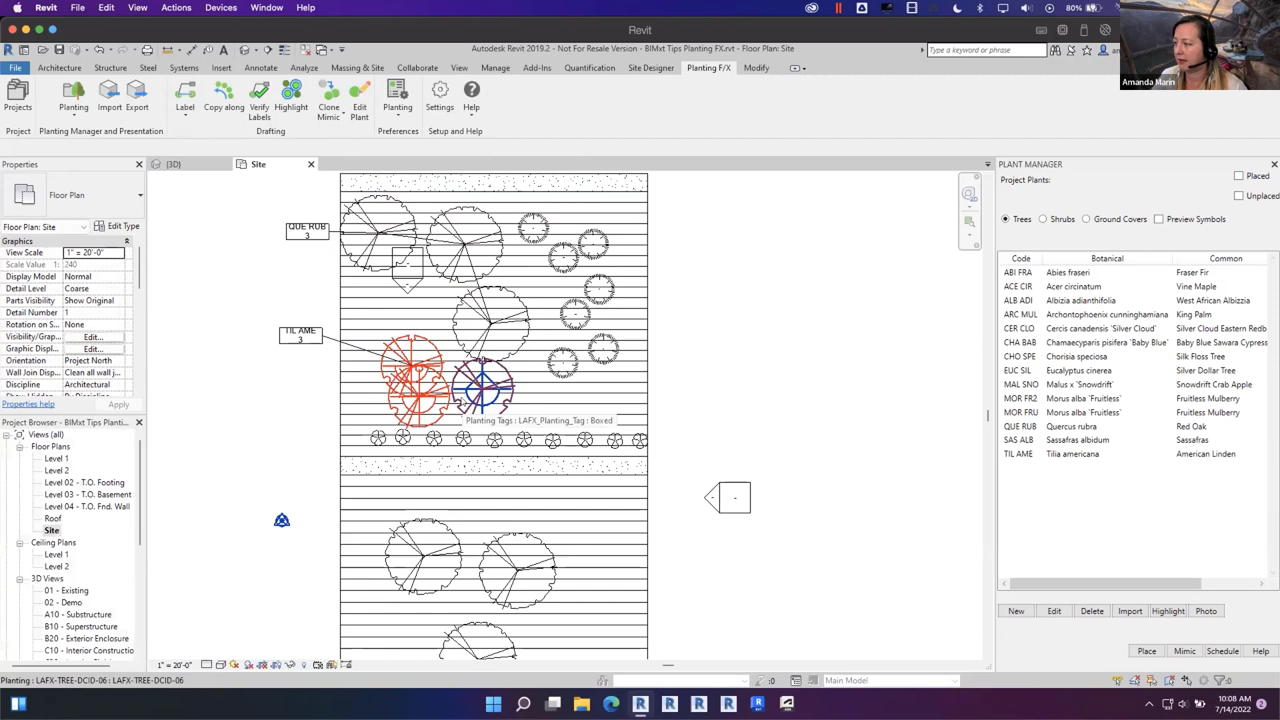 Revit File Edit View Window Actions Devices Window Help 80%
Revit
Autodesk Revit 2019.2 - Not For Resale Version - BIMxt Tips Planting FX.rvt - Floor Plan: Site
Type a keyword or phrase
File Architecture Structure Steel Systems Insert Annotate Analyze Massing & Site Collaborate View Manage Add-Ins Quantification Site Designer Planting F/X Modify
Amanda Marin
Projects Planting Import Export Label Copy along Verify Labels Highlight Clone Mimic Edit Plant Planting Settings Help
Project Planting Manager and Presentation Drafting Preferences Setup and Help
Properties
{3D} Site
PLANT MANAGER
Floor Plan
Project Plants:
Placed
Unplaced
Trees Shrubs Ground Covers Preview Symbols
Floor Plan: Site Edit Type
Graphics
View Scale 1" = 20'-0"
Scale Value 1: 240
Display Model Normal
Detail Level Coarse
Parts Visibility Show Original
Detail Number 1
Rotation on S... None
Visibility/Grap... Edit...
Graphic Displ... Edit...
Orientation Project North
Wall Join Disp... Clean all wall j...
Discipline Architectural
Properties help Apply
QUE RUB
3
TIL AME
3
Planting Tags : LAFX_Planting_Tag : Boxed
Code Botanical Common
ABI FRA Abies fraseri Fraser Fir
ACE CIR Acer circinatum Vine Maple
ALB ADI Albizia adianthifolia West African Albizzia
ARC MUL Archontophoenix cunninghamiana King Palm
CER CLO Cercis canadensis `Silver Cloud` Silver Cloud Eastern Redb
CHA BAB Chamaecyparis pisifera `Baby Blue` Baby Blue Sawara Cypress
CHO SPE Chorisia speciosa Silk Floss Tree
EUC SIL Eucalyptus cinerea Silver Dollar Tree
MAL SNO Malus x `Snowdrift` Snowdrift Crab Apple
MOR FR2 Morus alba `Fruitless` Fruitless Mulberry
MOR FRU Morus alba `Fruitless` Fruitless Mulberry
QUE RUB Quercus rubra Red Oak
SAS ALB Sassafras albidum Sassafras
TIL AME Tilia americana American Linden
Project Browser - BIMxt Tips Planti...
Views (all)
Floor Plans
Level 1
Level 2
Level 02 - T.O. Footing
Level 03 - T.O. Basement
Level 04 - T.O. Fnd. Wall
Roof
Site
Ceiling Plans
Level 1
Level 2
3D Views
01 - Existing
02 - Demo
A10 - Substructure
B10 - Superstructure
B20 - Exterior Enclosure
C10 - Interior Constructio
New Edit Delete Import Highlight Photo
Place Mimic Schedule Help
1" = 20'-0"
Planting : LAFX-TREE-DCID-06 : LAFX-TREE-DCID-06
:0 Main Model :0
10:08 AM
7/14/2022